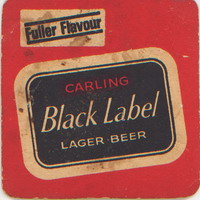 Fuller Flavour
CARLING
Black Label
LAGER BEER